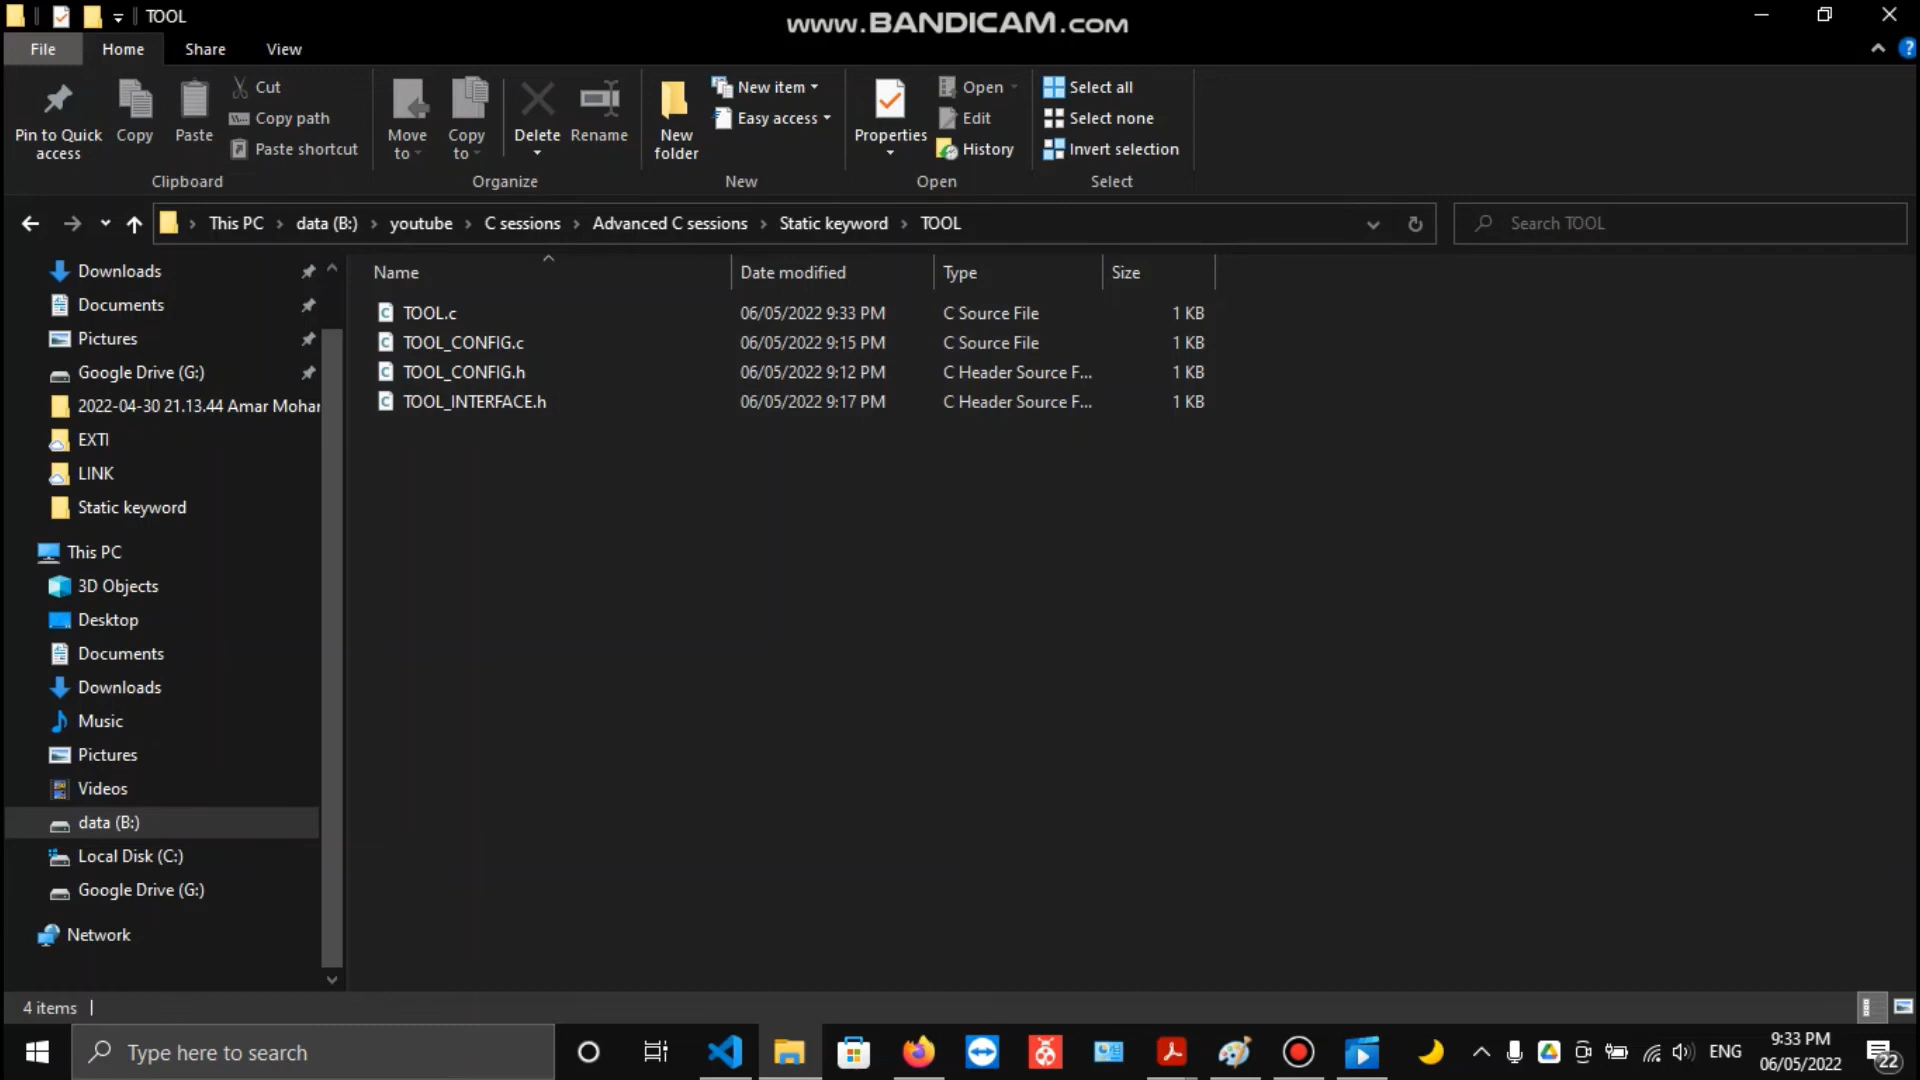 TOOL
www.BANDICAM.com
File
Home
Share
View
?
Pin to Quick access
Copy
Paste
Cut
Copy path
Paste shortcut
Clipboard
Move to
Copy to
Delete
Rename
Organize
New folder
New item
Easy access
New
Properties
Open
Edit
History
Open
Select all
Select none
Invert selection
Select
This PC > data (B:) > youtube > C sessions > Advanced C sessions > Static keyword > TOOL
Search TOOL
Downloads
Documents
Pictures
Google Drive (G:)
2022-04-30 21.13.44 Amar Mohar
EXTI
LINK
Static keyword
This PC
3D Objects
Desktop
Documents
Downloads
Music
Pictures
Videos
data (B:)
Local Disk (C:)
Google Drive (G:)
Network
Name Date modified Type Size
TOOL.c 06/05/2022 9:33 PM C Source File 1 KB
TOOL_CONFIG.c 06/05/2022 9:15 PM C Source File 1 KB
TOOL_CONFIG.h 06/05/2022 9:12 PM C Header Source F... 1 KB
TOOL_INTERFACE.h 06/05/2022 9:17 PM C Header Source F... 1 KB
4 items
Type here to search
ENG
9:33 PM
06/05/2022
22